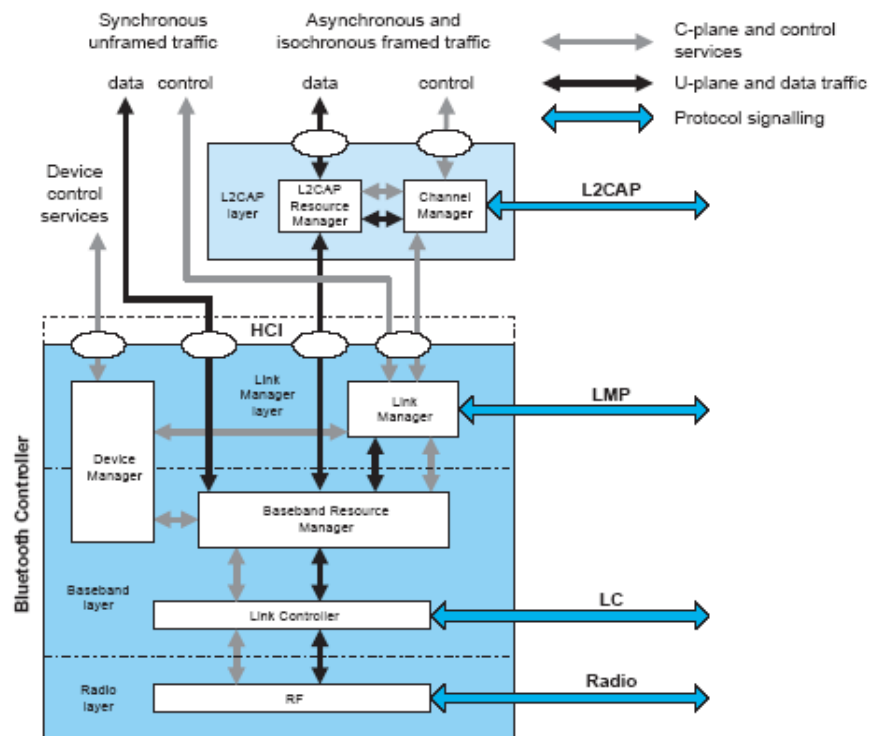 Synchronous
unframed traffic
Asynchronous and
isochronous framed traffic
C-plane and control
services
U-plane and data traffic
Protocol signalling
data control
data control
Device
control
services
L2CAP
layer
L2CAP
Resource
Manager
Channel
Manager
L2CAP
HCI
Link
Manager
layer
Link
Manager
LMP
Device
Manager
Bluetooth Controller
Baseband Resource
Manager
Baseband
layer
Link Controller
LC
Radio
layer
RF
Radio